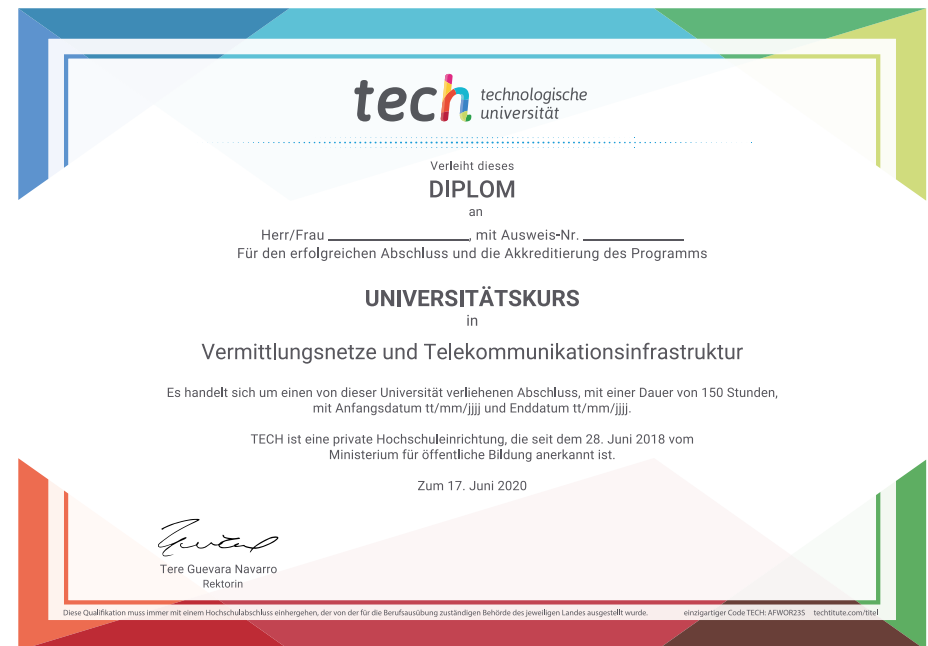 tech technologische
universität
Verleiht dieses
DIPLOM
an
Herr/Frau ____________________, mit Ausweis-Nr. ______________
Für den erfolgreichen Abschluss und die Akkreditierung des Programms
UNIVERSITÄTSKURS
in
Vermittlungsnetze und Telekommunikationsinfrastruktur
Es handelt sich um einen von dieser Universität verliehenen Abschluss, mit einer Dauer von 150 Stunden,
mit Anfangsdatum tt/mm/jjjj und Enddatum tt/mm/jjjj.
TECH ist eine private Hochschuleinrichtung, die seit dem 28. Juni 2018 vom
Ministerium für öffentliche Bildung anerkannt ist.
Zum 17. Juni 2020
Tere Guevara Navarro
Rektorin
Diese Qualifikation muss immer mit einem Hochschulabschluss einhergehen, der von der für die Berufsausübung zuständigen Behörde des jeweiligen Landes ausgestellt wurde. einzigartiger Code TECH: AFWOR235 techtitute.com/titel